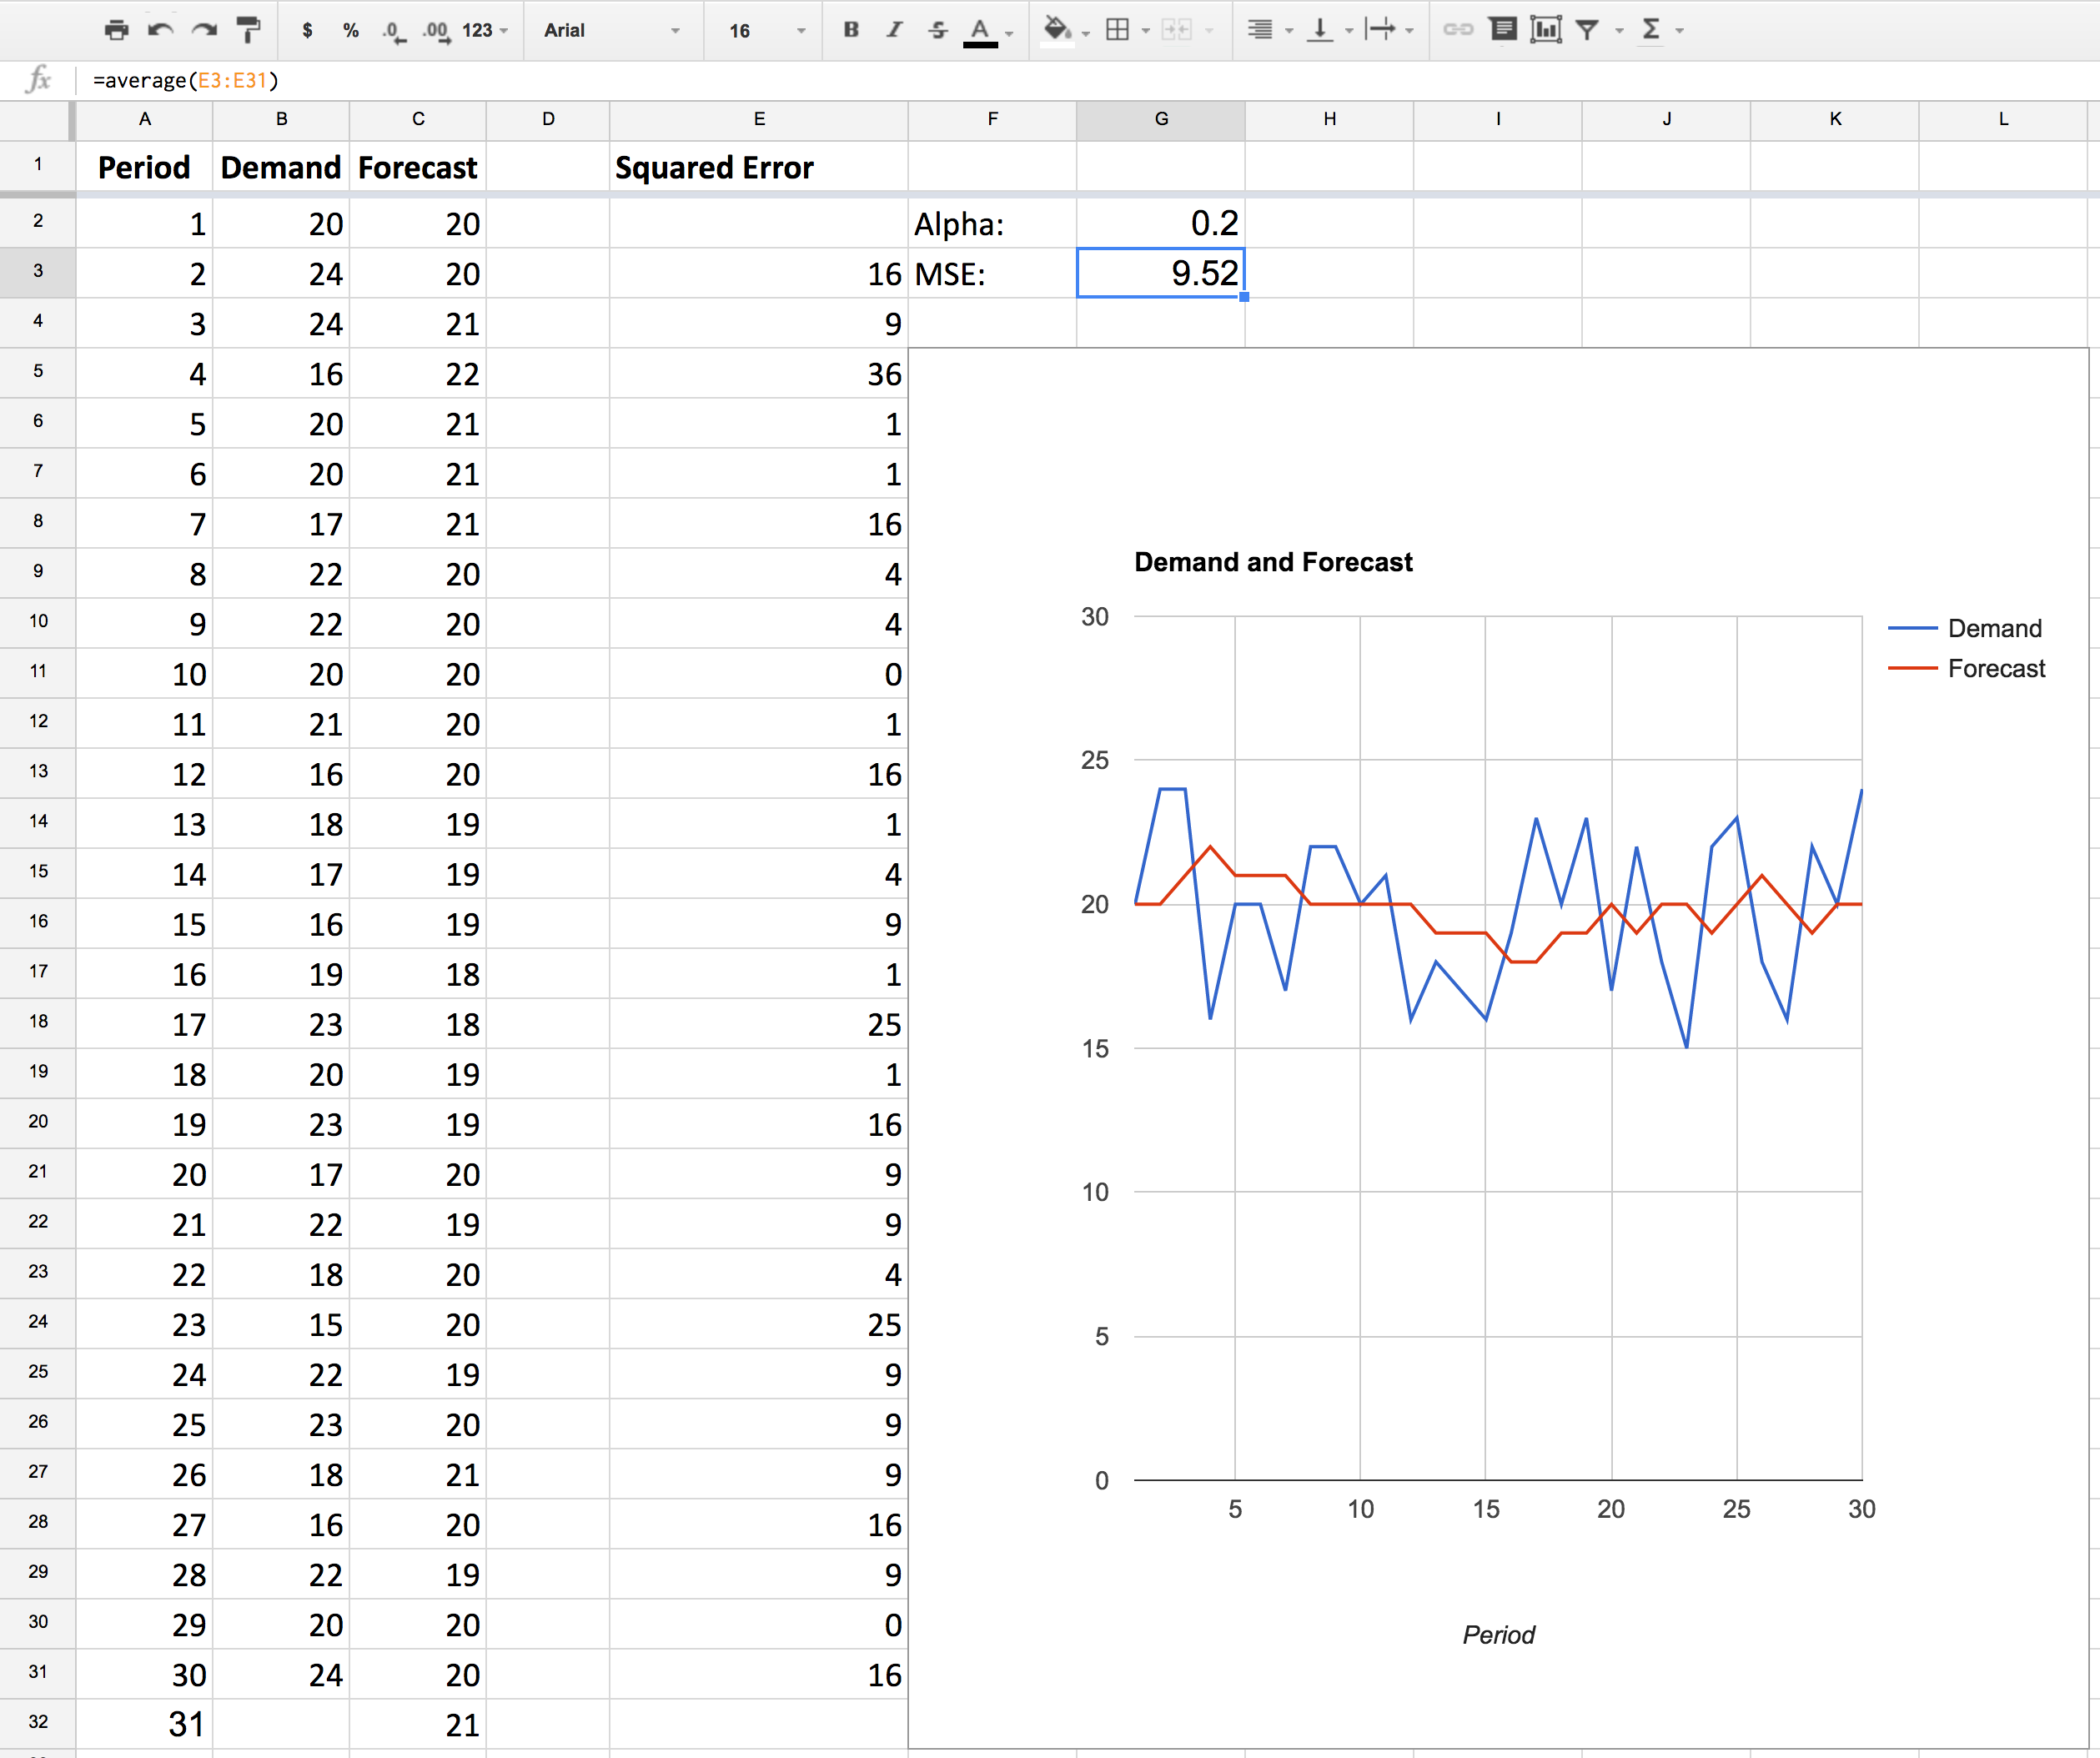 $ % .0 .00 123 Arial 16 B I S A Σ
fx =average(E3:E31)
A B C D E F G H I J K L
1 Period Demand Forecast Squared Error
2 1 20 20 Alpha: 0.2
3 2 24 20 16 MSE: 9.52
4 3 24 21 9
5 4 16 22 36
6 5 20 21 1
7 6 20 21 1
8 7 17 21 16
9 8 22 20 4
10 9 22 20 4
11 10 20 20 0
12 11 21 20 1
13 12 16 20 16
14 13 18 19 1
15 14 17 19 4
16 15 16 19 9
17 16 19 18 1
18 17 23 18 25
19 18 20 19 1
20 19 23 19 16
21 20 17 20 9
22 21 22 19 9
23 22 18 20 4
24 23 15 20 25
25 24 22 19 9
26 25 23 20 9
27 26 18 21 9
28 27 16 20 16
29 28 22 19 9
30 29 20 20 0
31 30 24 20 16
32 31 21
Demand and Forecast
30
25
20
15
10
5
0
5 10 15 20 25 30
Period
Demand
Forecast